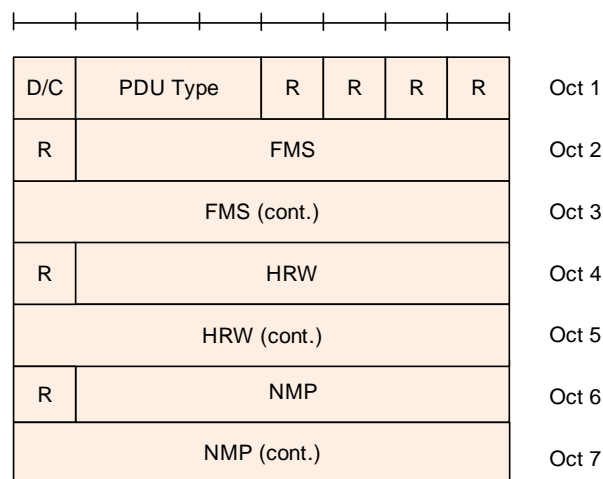 D/C PDU Type R R R R Oct 1
R FMS Oct 2
FMS (cont.) Oct 3
R HRW Oct 4
HRW (cont.) Oct 5
R NMP Oct 6
NMP (cont.) Oct 7